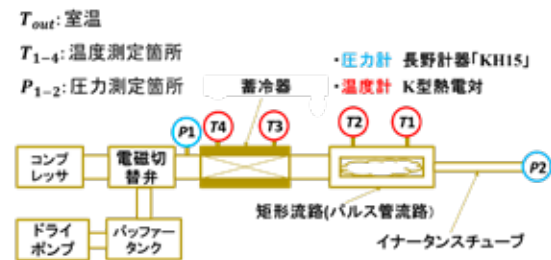 T_out: 室温
T_1-4: 温度測定箇所
P_1-2: 圧力測定箇所
蓄冷器
・圧力計 長野計器「KH15」
・温度計 K型熱電対
P1
T4
T3
T2
T1
P2
コンプレッサ
電磁切替弁
矩形流路(パルス管流路)
イナータンスチューブ
ドライポンプ
バッファータンク